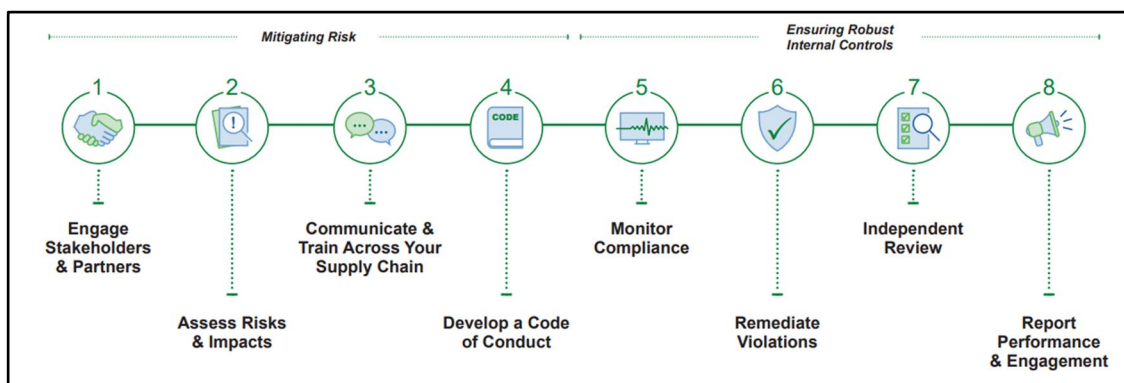 Mitigating Risk
Ensuring Robust
Internal Controls
1
2
3
4
5
6
7
8
!
CODE
Engage
Stakeholders
& Partners
Assess Risks
& Impacts
Communicate &
Train Across Your
Supply Chain
Develop a Code
of Conduct
Monitor
Compliance
Remediate
Violations
Independent
Review
Report
Performance
& Engagement